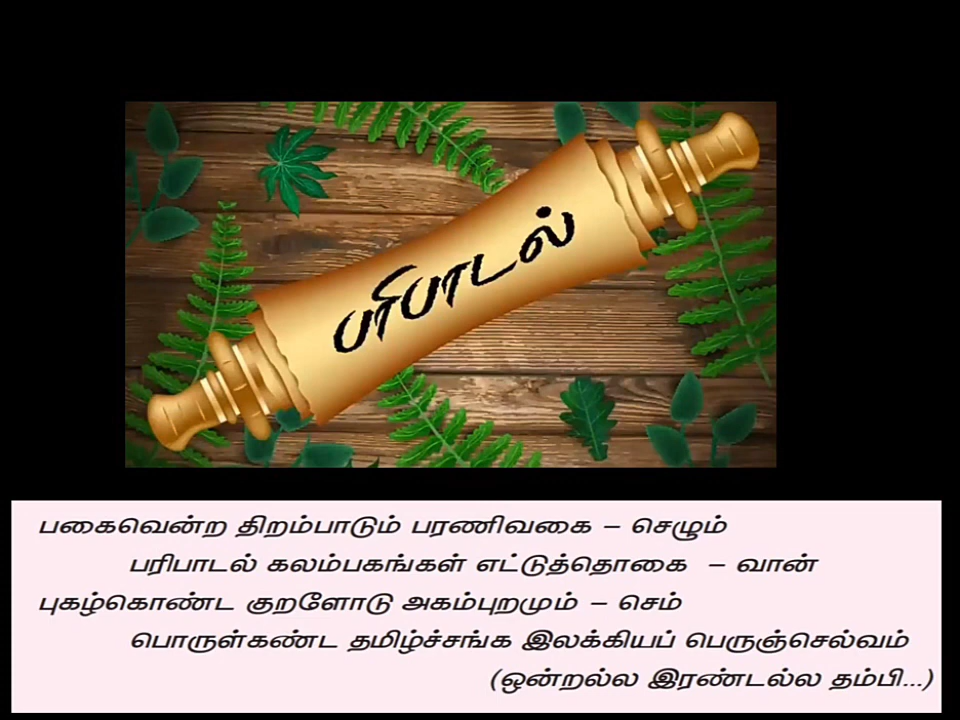 பரிபாடல்
பகைவென்ற திறம்பாடும் பரணிவகை – செழும்
பரிபாடல் கலம்பகங்கள் எட்டுத்தொகை – வான்
புகழ்கொண்ட குறளோடு அகம்புறமும் – செம்
பொருள்கண்ட தமிழ்ச்சங்க இலக்கியப் பெருஞ்செல்வம்
(ஒன்றல்ல இரண்டல்ல தம்பி...)